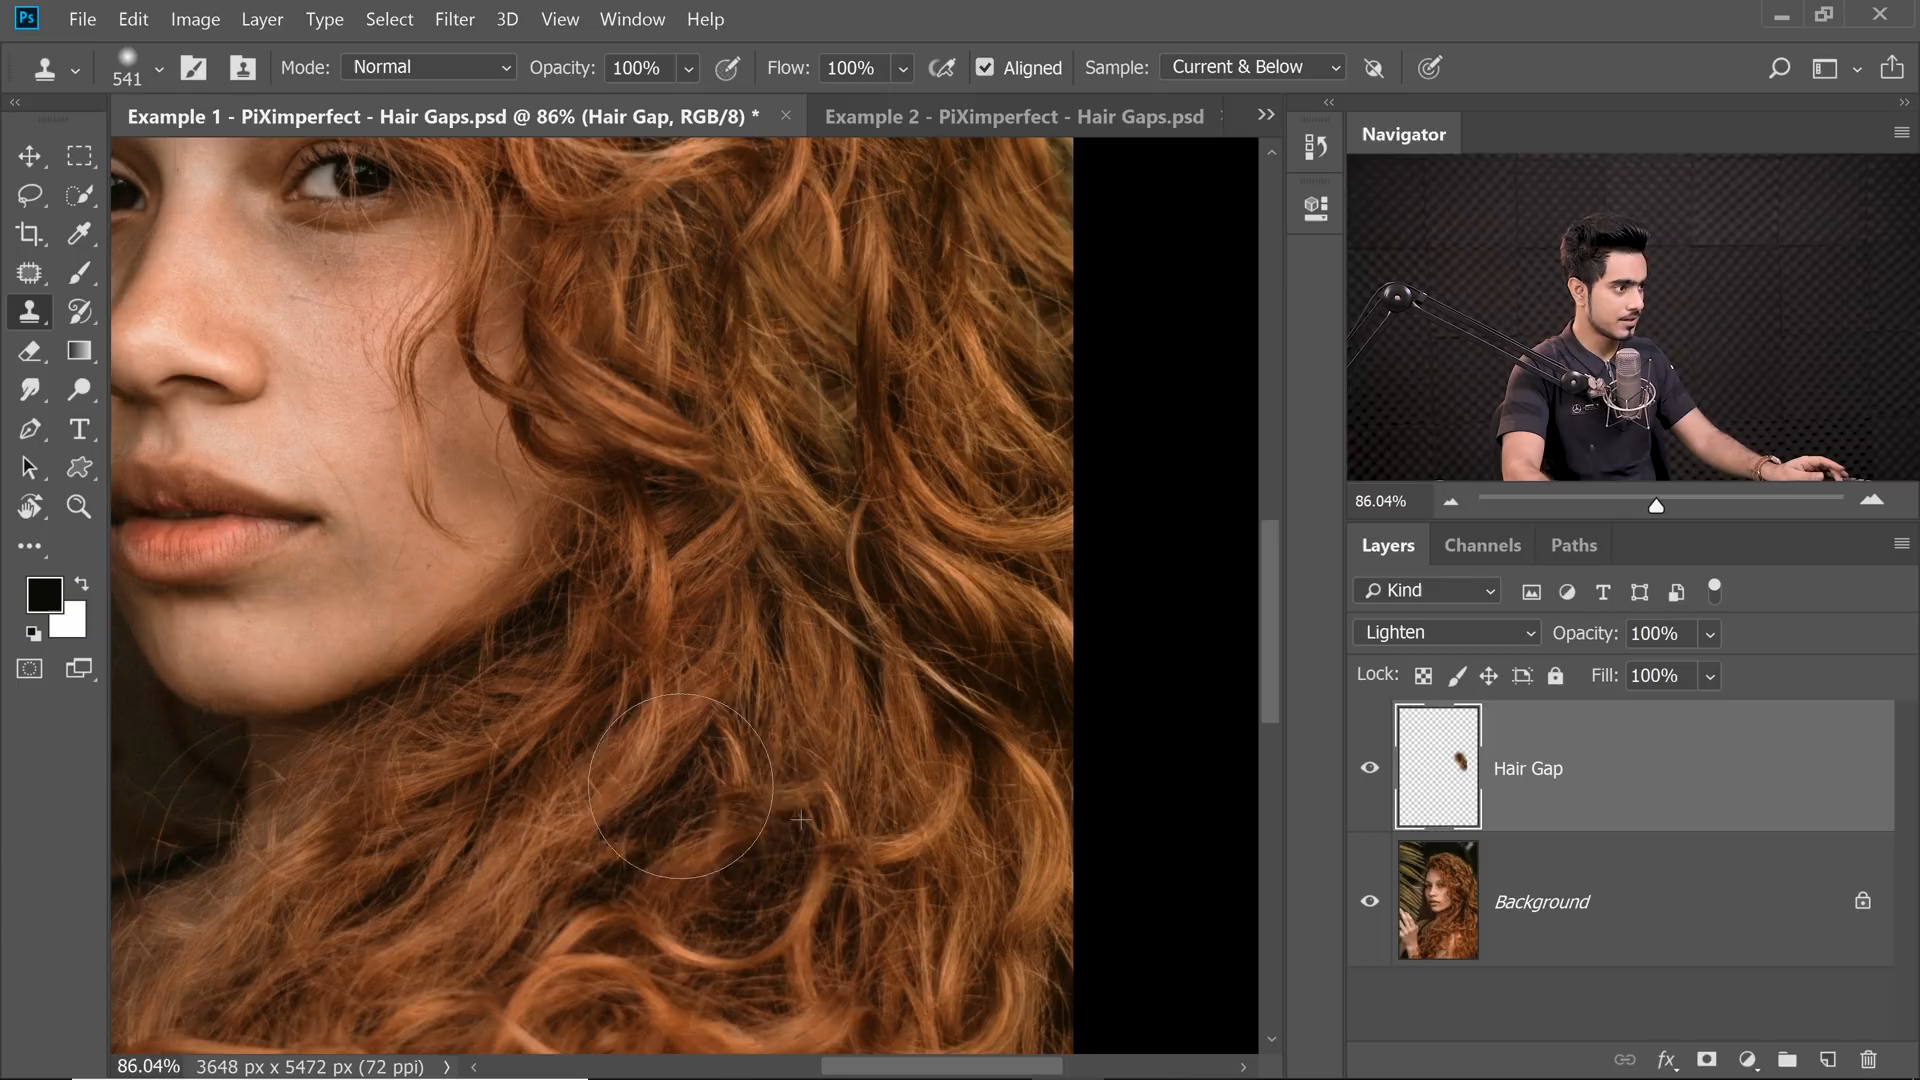 Ps File Edit Image Layer Type Select Filter 3D View Window Help
541 Mode: Normal Opacity: 100% Flow: 100% Aligned Sample: Current & Below
Example 1 - PiXimperfect - Hair Gaps.psd @ 86% (Hair Gap, RGB/8) * Example 2 - PiXimperfect - Hair Gaps.psd
Navigator
86.04%
Layers Channels Paths
Kind
Lighten Opacity: 100%
Lock: Fill: 100%
Hair Gap
Background
86.04% 3648 px x 5472 px (72 ppi)